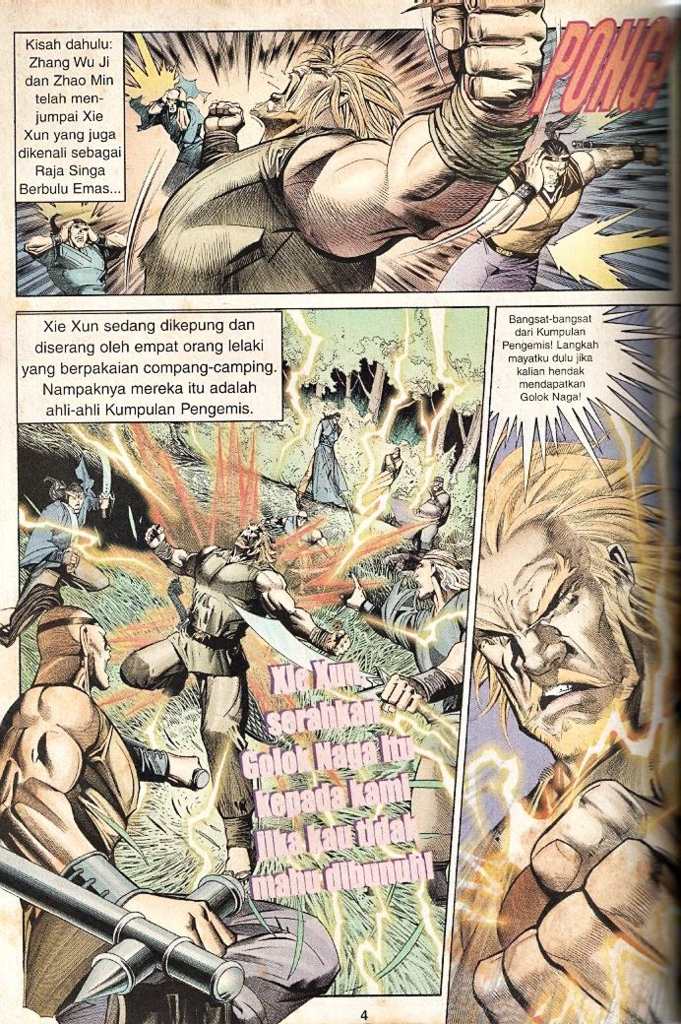 Kisah dahulu:
Zhang Wu Ji
dan Zhao Min
telah men-
jumpai Xie
Xun yang juga
dikenali sebagai
Raja Singa
Berbulu Emas...
PONG!
Xie Xun sedang dikepung dan
diserang oleh empat orang lelaki
yang berpakaian compang-camping.
Nampaknya mereka itu adalah
ahli-ahli Kumpulan Pengemis.
Bangsat-bangsat
dari Kumpulan
Pengemis! Langkah
mayatku dulu jika
kalian hendak
mendapatkan
Golok Naga!
Xie Xun,
serahkan
Golok Naga itu
kepada kami
jika kau tidak
mahu dibunuh!
4